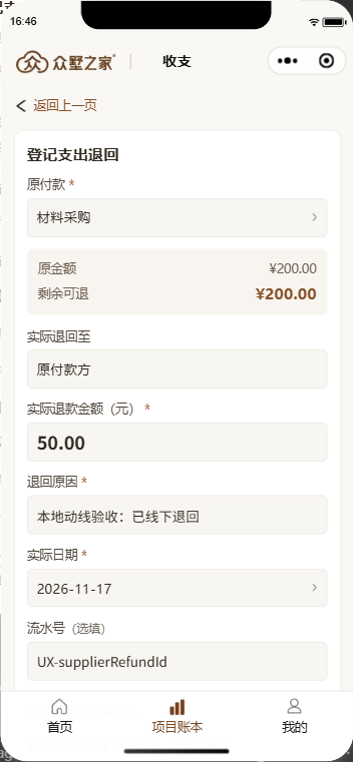 16:46
众墅之家
收支
返回上一页
登记支出退回
原付款 *
材料采购
原金额 ¥200.00
剩余可退 ¥200.00
实际退回至
原付款方
实际退款金额（元） *
50.00
退回原因 *
本地动线验收：已线下退回
实际日期 *
2026-11-17
流水号（选填）
UX-supplierRefundId
首页 项目账本 我的